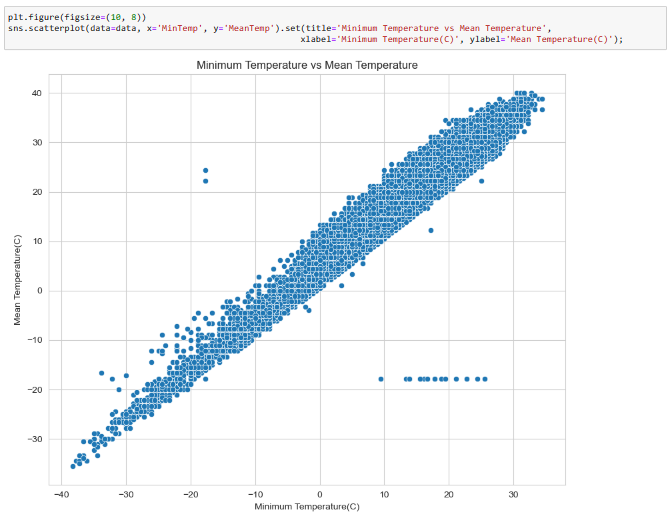 plt.figure(figsize=(10, 8))
sns.scatterplot(data=data, x='MinTemp', y='MeanTemp').set(title='Minimum Temperature vs Mean Temperature',
xlabel='Minimum Temperature(C)', ylabel='Mean Temperature(C)');
Minimum Temperature vs Mean Temperature
40
30
20
10
0
−10
−20
−30
Mean Temperature(C)
−40 −30 −20 −10 0 10 20 30
Minimum Temperature(C)